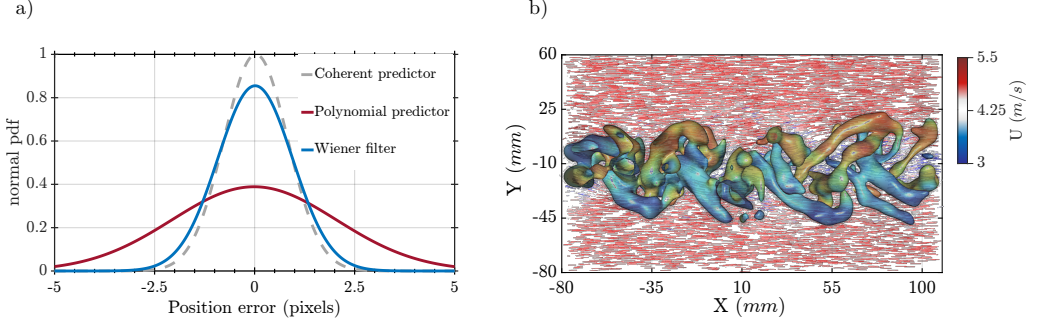 a)
normal pdf
1
0.8
0.6
0.4
0.2
0
-5
-2.5
0
2.5
5
Position error (pixels)
Coherent predictor
Polynomial predictor
Wiener filter
b)
Y (mm)
60
25
-10
-45
-80
-80
-35
10
55
100
X (mm)
5.5
4.25
3
U (m/s)